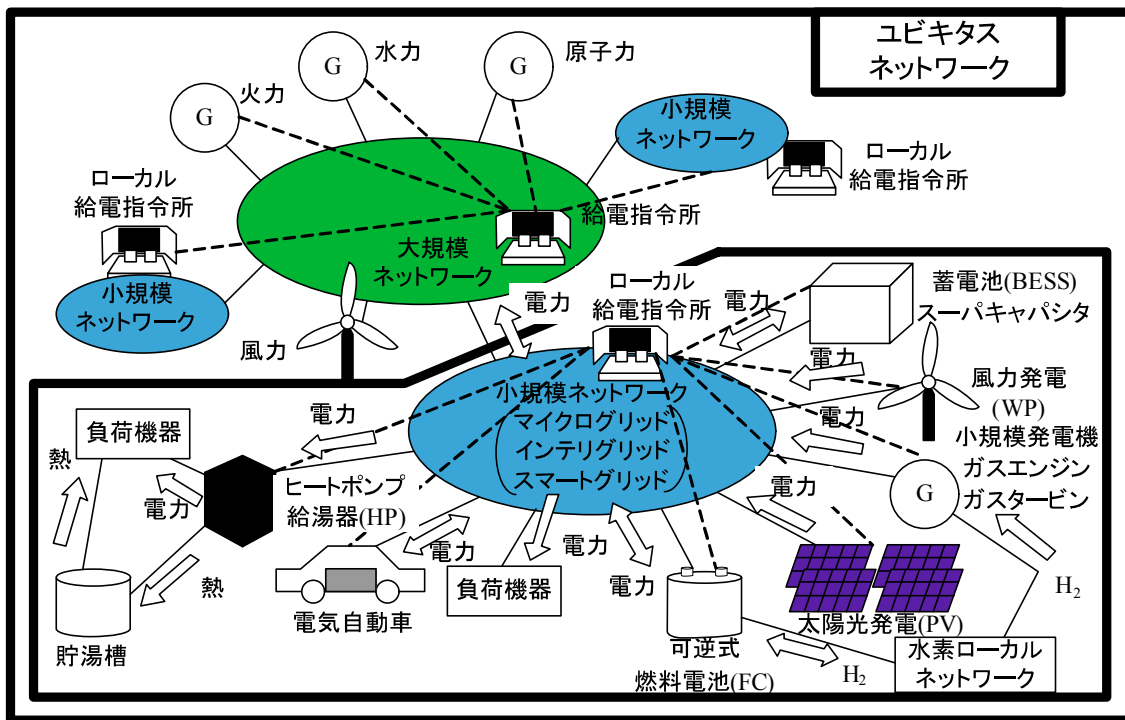 ユビキタス
ネットワーク
G
水力
G
原子力
G
火力
小規模
ネットワーク
ローカル
給電指令所
ローカル
給電指令所
給電指令所
大規模
ネットワーク
小規模
ネットワーク
風力
電力
ローカル
給電指令所
電力
蓄電池(BESS)
スーパキャパシタ
電力
風力発電
(WP)
小規模ネットワーク
マイクログリッド
インテリグリッド
スマートグリッド
電力
電力
小規模発電機
ガスエンジン
ガスタービン
G
負荷機器
熱
電力
ヒートポンプ
給湯器(HP)
電力
電力
電力
電力
熱
貯湯槽
電気自動車
負荷機器
可逆式
燃料電池(FC)
太陽光発電(PV)
H2
H2
水素ローカル
ネットワーク